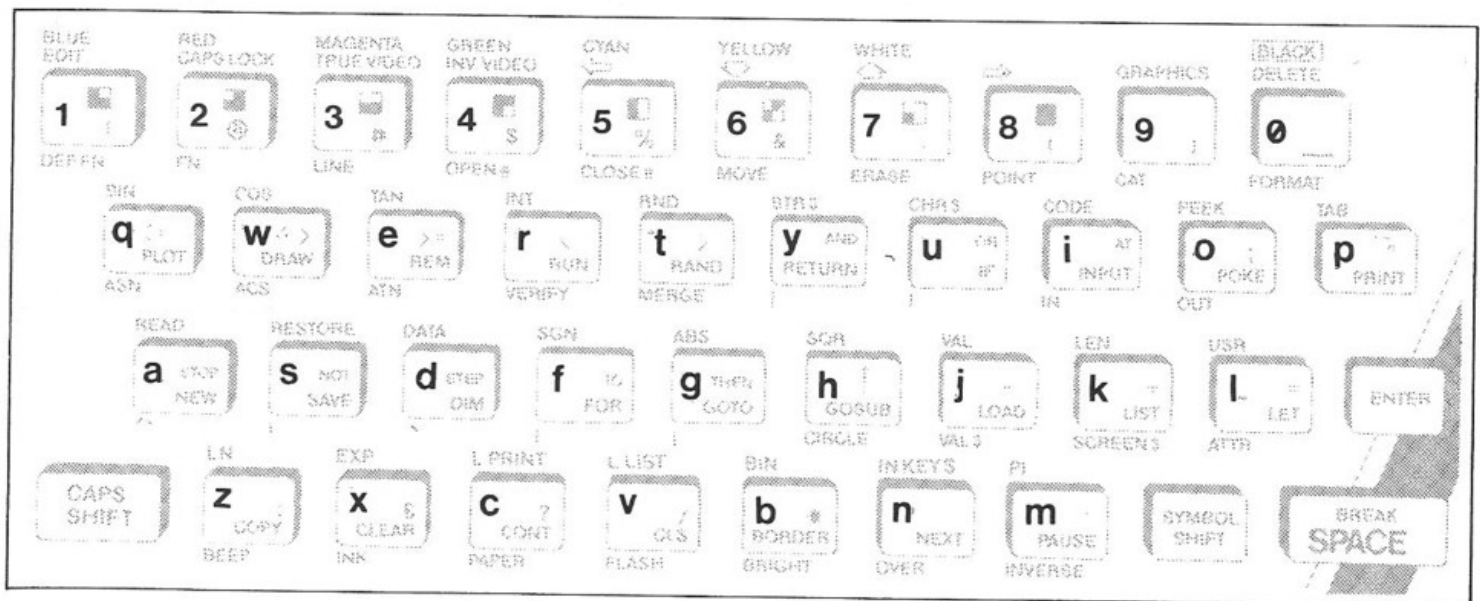 BLUE RED MAGENTA GREEN CYAN YELLOW WHITE BLACK
EDIT CAPS LOCK TRUE VIDEO INV VIDEO GRAPHICS DELETE
1 2 3 4 5 6 7 8 9 0
@ # $ % & ( )
DEF FN FN LINE OPEN # CLOSE # MOVE ERASE POINT CAT FORMAT
SIN COS TAN INT RND STR $ CHR $ CODE PEEK TAB
q w e r t y u i o p
<> >= < > AND OR AT ; "
PLOT DRAW REM RUN RAND RETURN IF INPUT POKE PRINT
ASN ACS ATN VERIFY MERGE IN OUT
READ RESTORE DATA SGN ABS SQR VAL LEN USR
a s d f g h j k l
STOP NOT STEP TO THEN ↑ - + =
NEW SAVE DIM FOR GOTO GOSUB LOAD LIST LET ENTER
CIRCLE VAL $ SCREEN $ ATTR
LN EXP L PRINT L LIST BIN IN KEY $ PI
CAPS SHIFT z x c v b n m SYMBOL SHIFT BREAK SPACE
: £ ? / *
COPY CLEAR CONT CLS BORDER NEXT PAUSE
BEEP INK PAPER FLASH BRIGHT OVER INVERSE